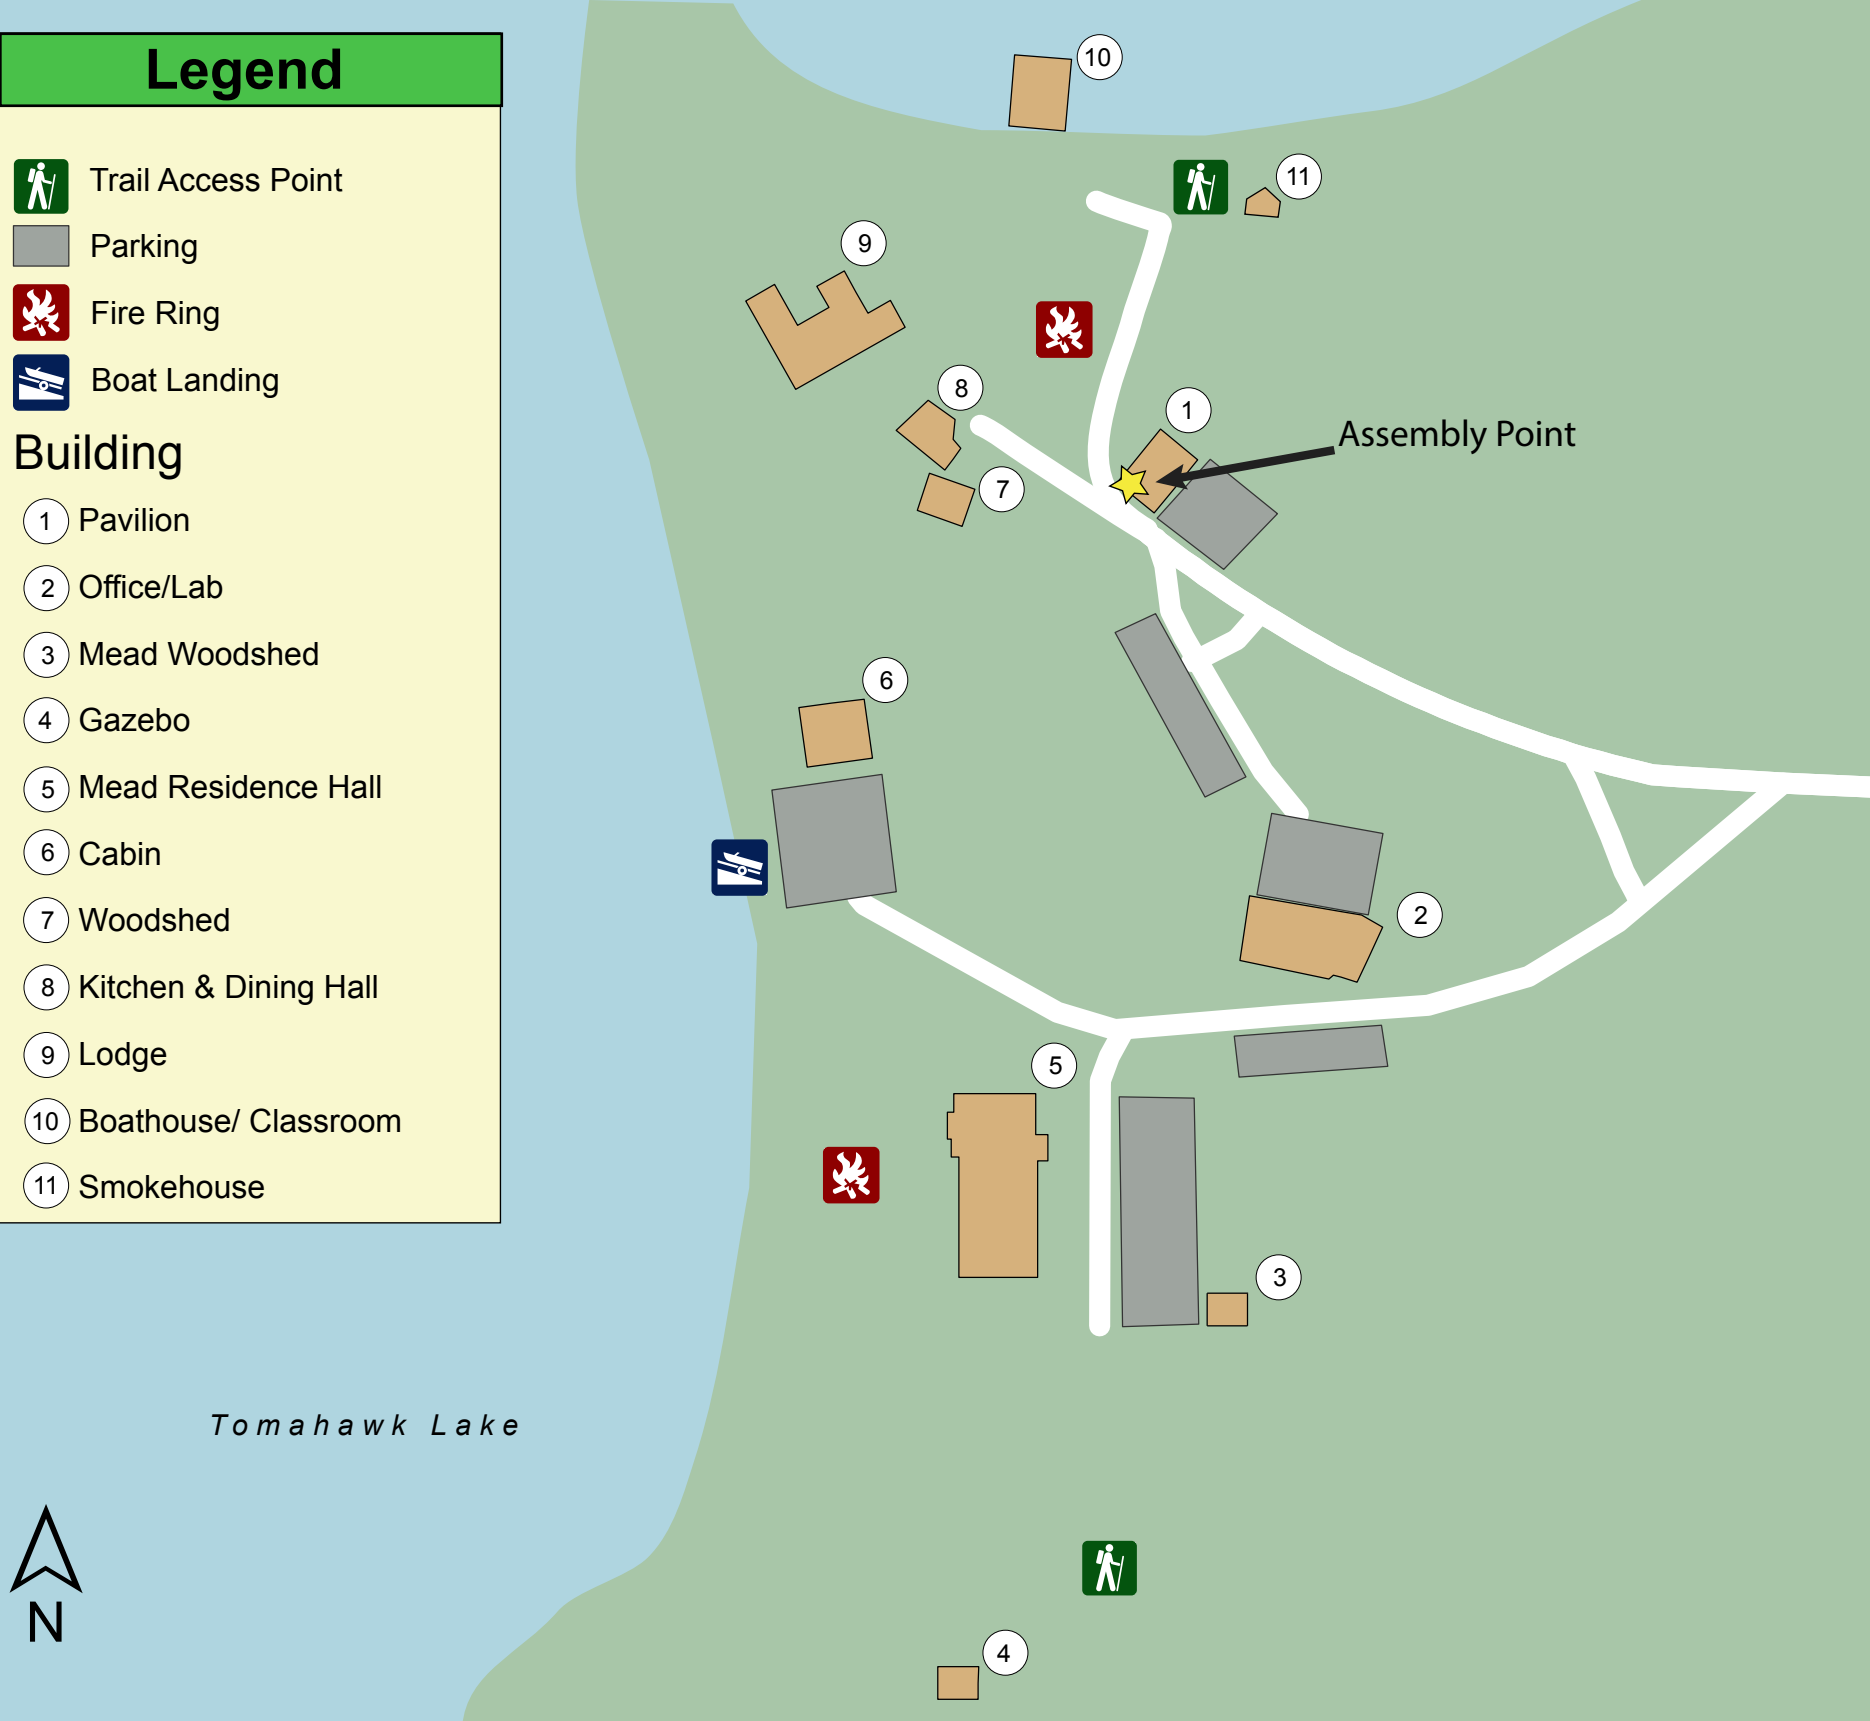 Legend
Trail Access Point
Parking
Fire Ring
Boat Landing
Building
1 Pavilion
2 Office/Lab
3 Mead Woodshed
4 Gazebo
5 Mead Residence Hall
6 Cabin
7 Woodshed
8 Kitchen & Dining Hall
9 Lodge
10 Boathouse/ Classroom
11 Smokehouse
Tomahawk Lake
N
10
11
9
8
1
Assembly Point
7
6
2
5
3
4